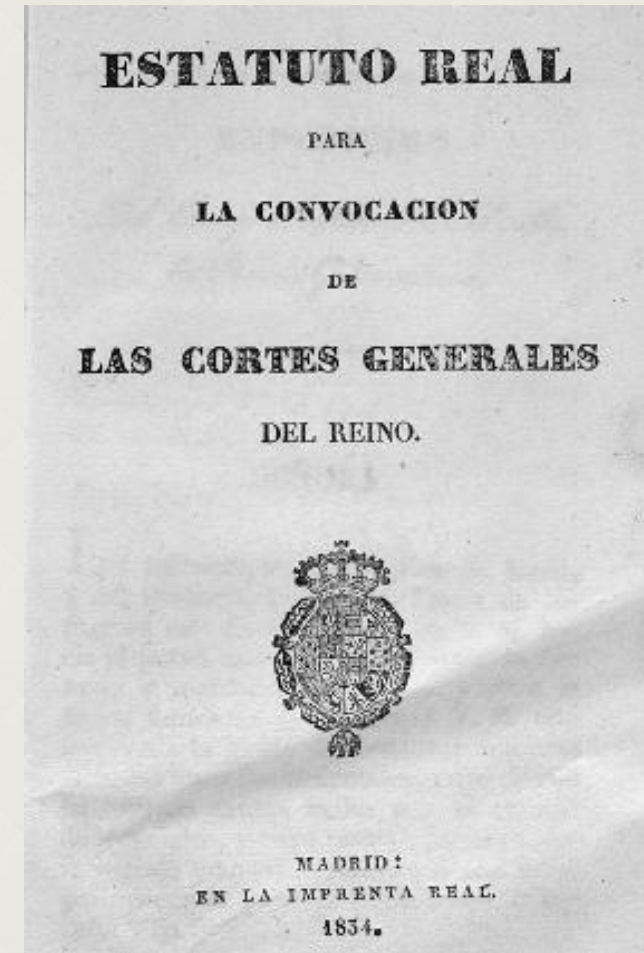 ESTATUTO REAL
PARA
LA CONVOCACION
DE
LAS CORTES GENERALES
DEL REINO.
MADRID:
EN LA IMPRENTA REAL.
1834.